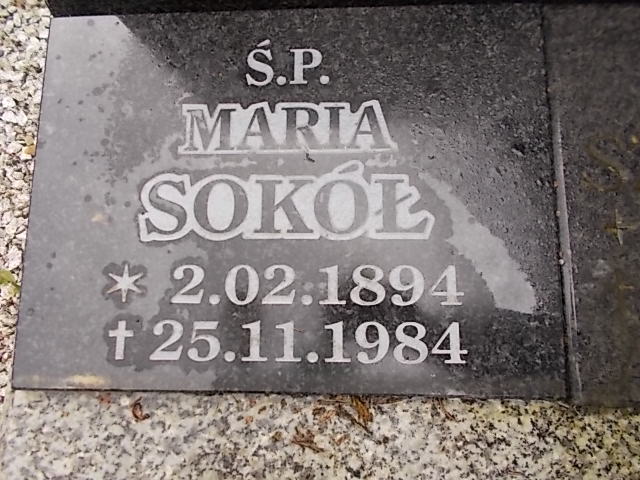 Ś.P.
MARIA
SOKÓŁ
* 2.02.1894
† 25.11.1984